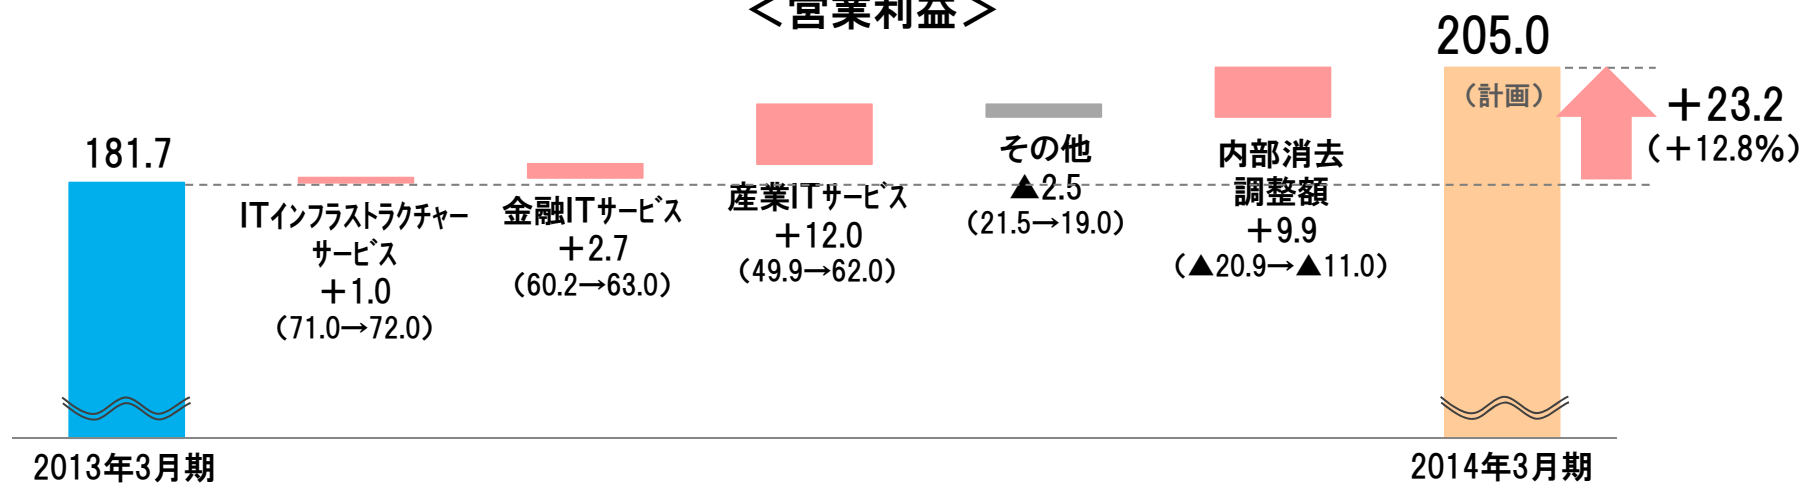 ＜営業利益＞
181.7
ITインフラストラクチャー
サービス
＋1.0
（71.0→72.0）
金融ITサービス
＋2.7
（60.2→63.0）
産業ITサービス
＋12.0
（49.9→62.0）
その他
▲2.5
（21.5→19.0）
内部消去
調整額
＋9.9
（▲20.9→▲11.0）
205.0
（計画）
＋23.2
（＋12.8%）
2013年3月期
2014年3月期